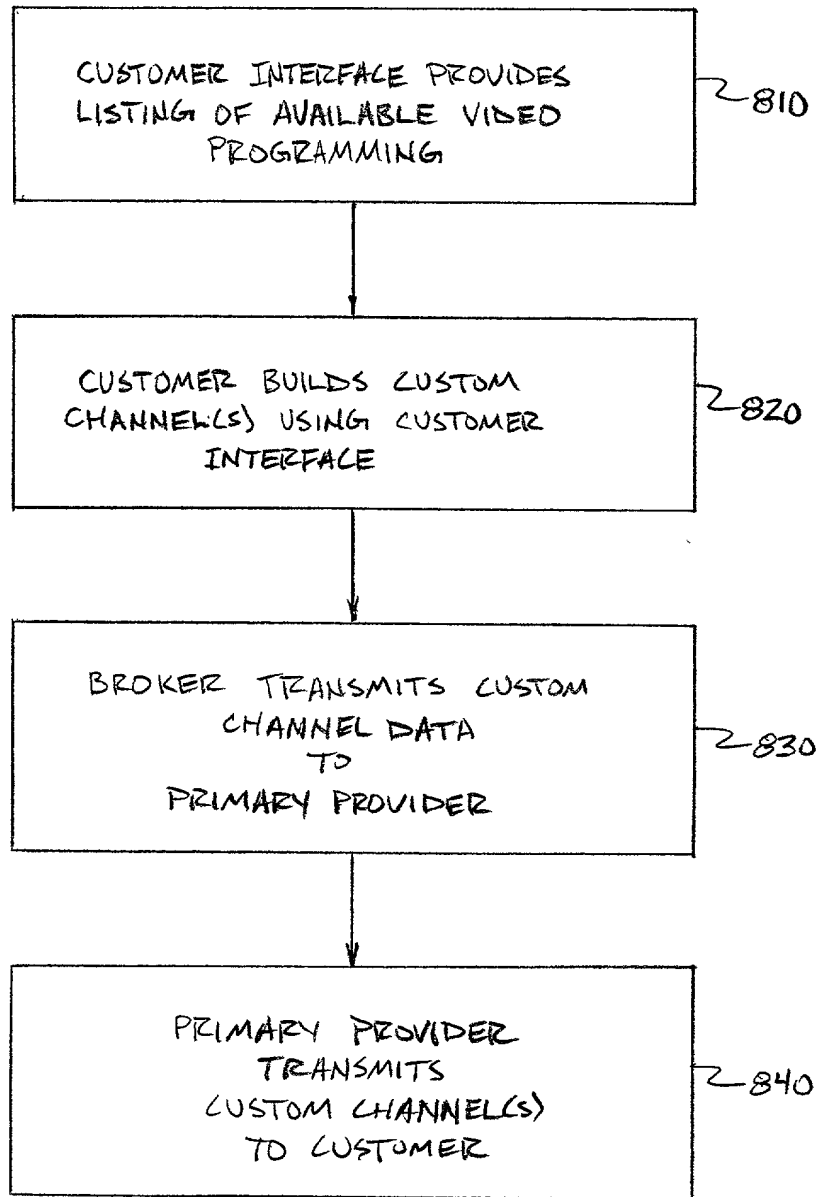 CUSTOMER INTERFACE PROVIDES
LISTING OF AVAILABLE VIDEO
PROGRAMMING
810
CUSTOMER BUILDS CUSTOM
CHANNEL(S) USING CUSTOMER
INTERFACE
820
BROKER TRANSMITS CUSTOM
CHANNEL DATA
TO
PRIMARY PROVIDER
830
PRIMARY PROVIDER
TRANSMITS
CUSTOM CHANNEL(S)
TO CUSTOMER
840